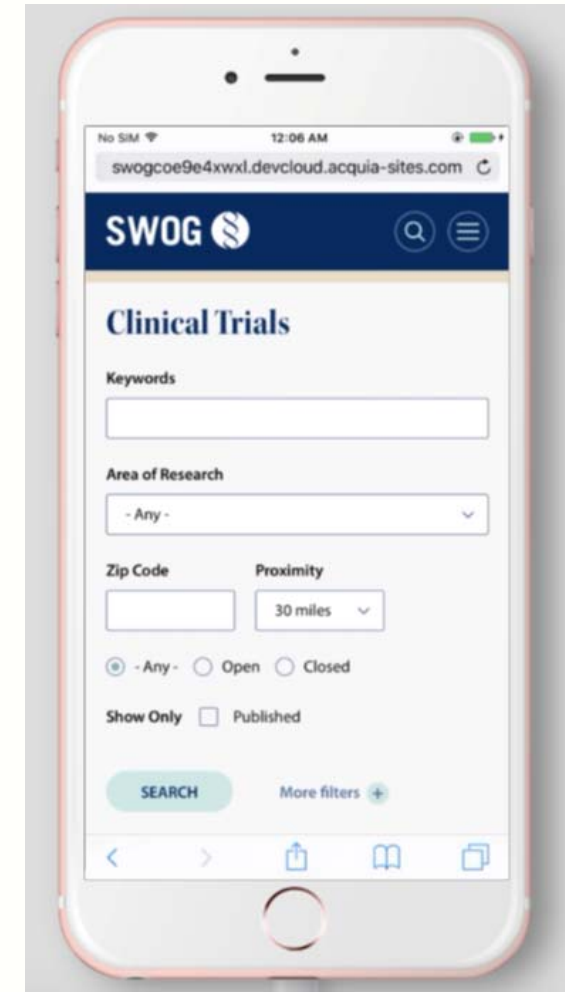 No SIM 12:06 AM
swogcoe9e4xwxl.devcloud.acquia-sites.com
SWOG
Clinical Trials
Keywords
Area of Research
- Any -
Zip Code Proximity
30 miles
- Any - Open Closed
Show Only Published
SEARCH More filters +